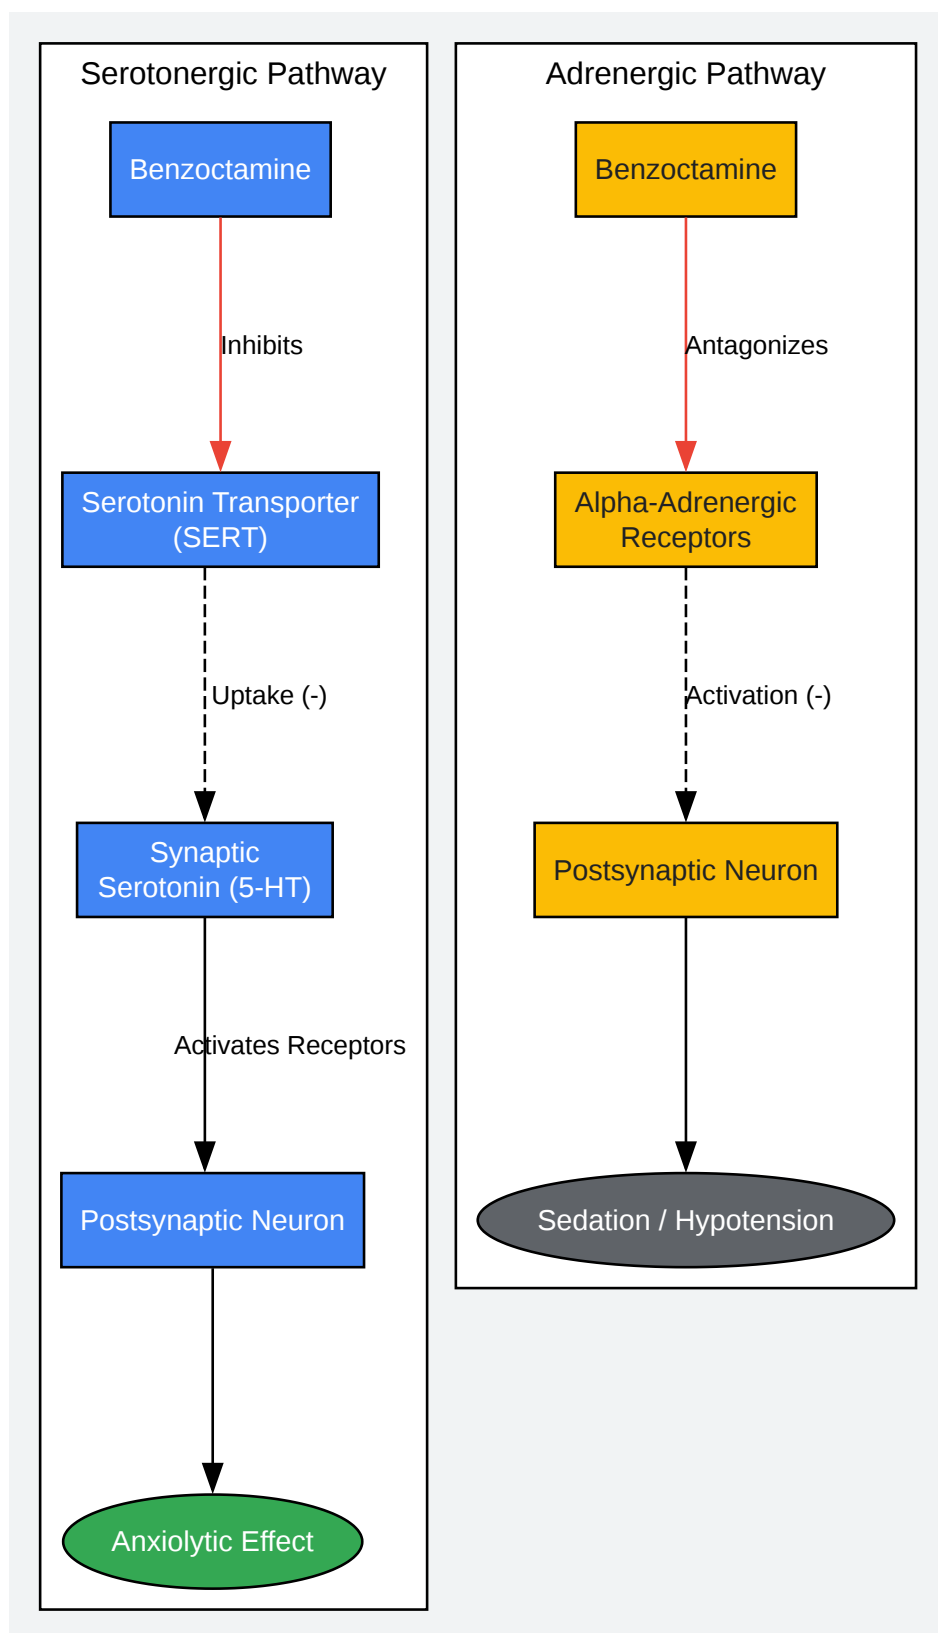 Serotonergic Pathway
Benzoctamine
Inhibits
Serotonin Transporter
(SERT)
Uptake (-)
Synaptic
Serotonin (5-HT)
Activates Receptors
Postsynaptic Neuron
Anxiolytic Effect
Adrenergic Pathway
Benzoctamine
Antagonizes
Alpha-Adrenergic
Receptors
Activation (-)
Postsynaptic Neuron
Sedation / Hypotension